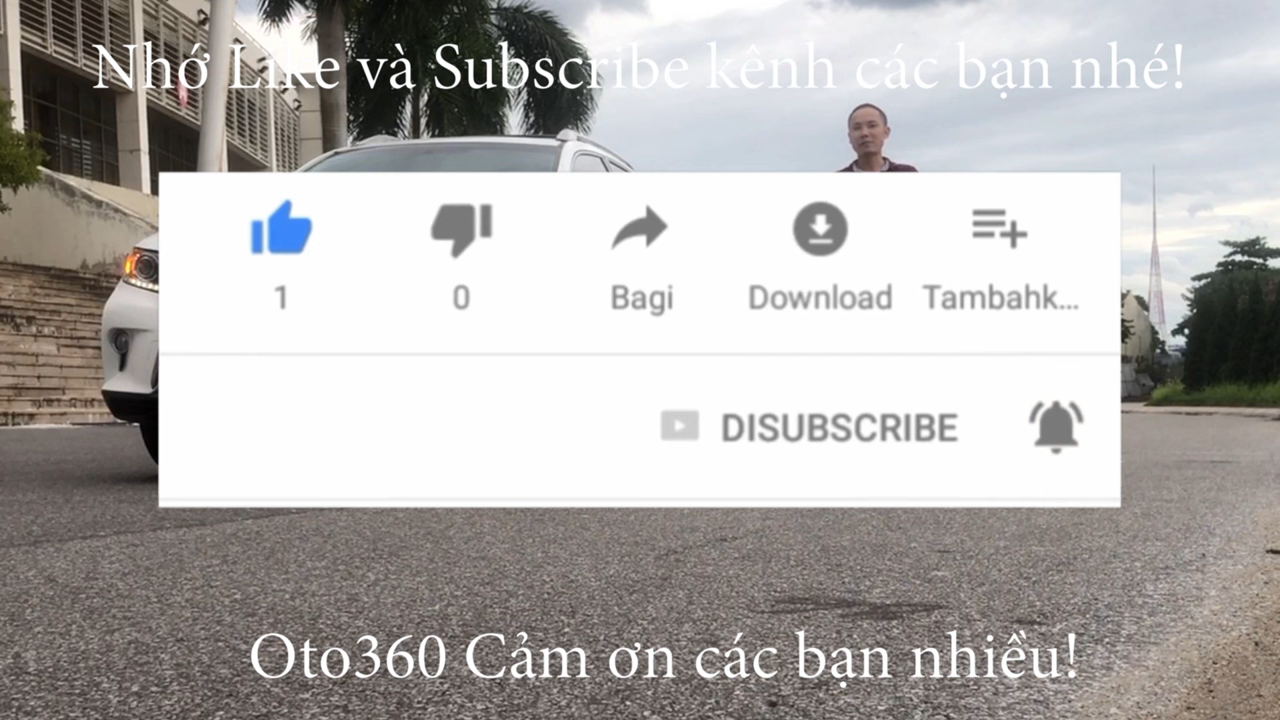 Nhớ Like và Subscribe kênh các bạn nhé!
1 0 Bagi Download Tambahk...
DISUBSCRIBE
Oto360 Cảm ơn các bạn nhiều!